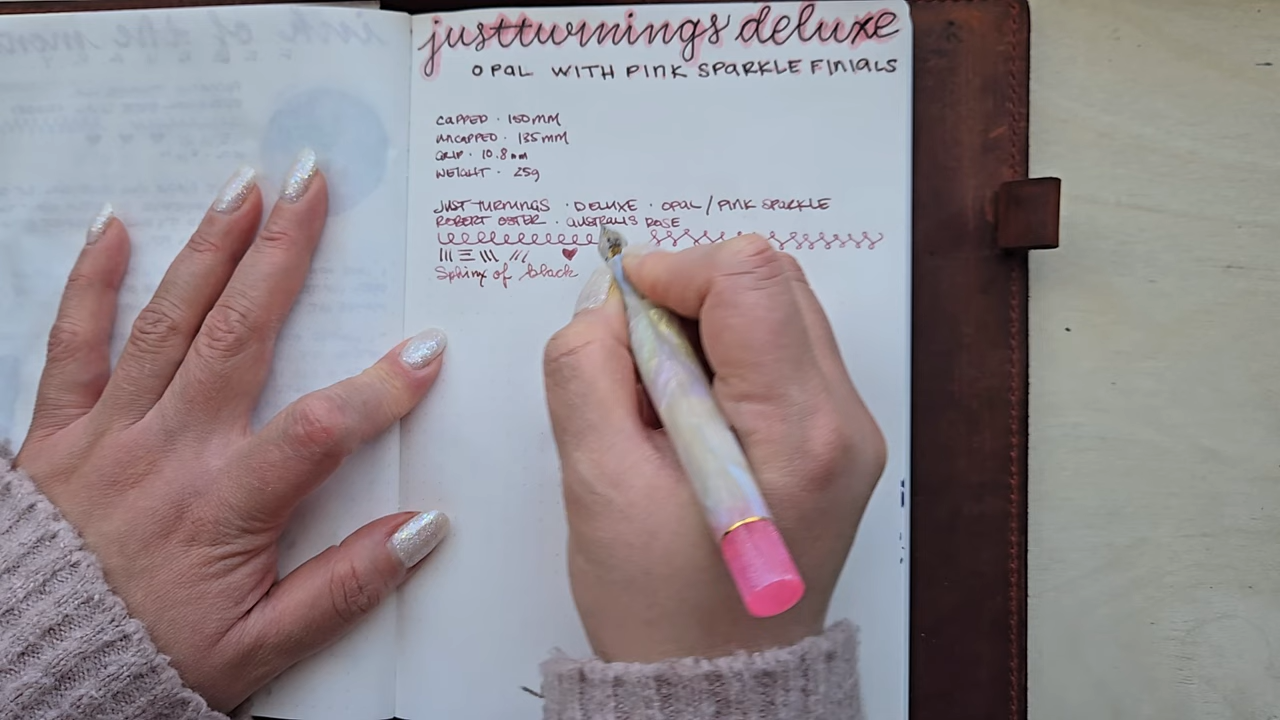 justturnings deluxe
OPAL WITH PINK SPARKLE FINIALS
CAPPED · 150MM
UNCAPPED · 135MM
GRIP · 10.8MM
WEIGHT · 25g
JUST TURNINGS · DELUXE · OPAL / PINK SPARKLE
ROBERT OSTER · AUSTRALIS ROSE
Sphinx of black